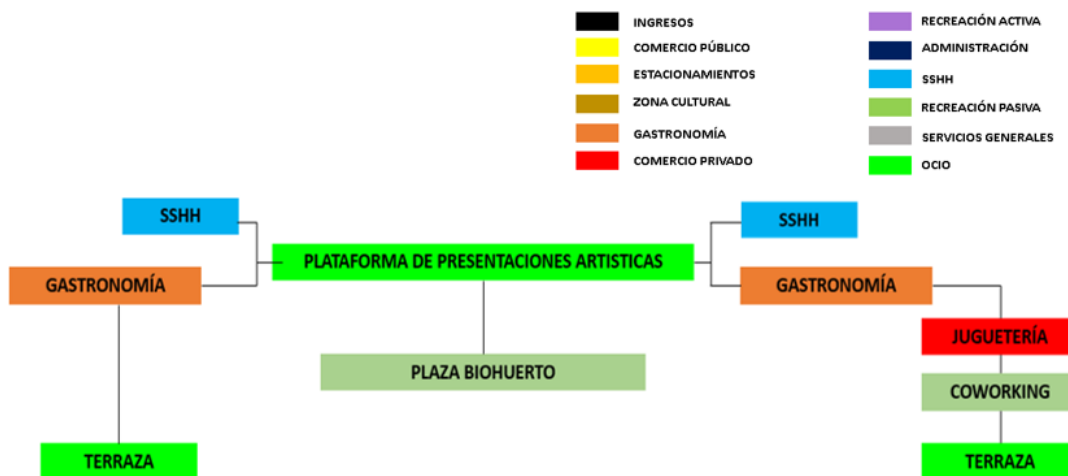 INGRESOS
COMERCIO PÚBLICO
ESTACIONAMIENTOS
ZONA CULTURAL
GASTRONOMÍA
COMERCIO PRIVADO
RECREACIÓN ACTIVA
ADMINISTRACIÓN
SSHH
RECREACIÓN PASIVA
SERVICIOS GENERALES
OCIO
SSHH
SSHH
PLATAFORMA DE PRESENTACIONES ARTISTICAS
GASTRONOMÍA
GASTRONOMÍA
JUGUETERÍA
PLAZA BIOHUERTO
COWORKING
TERRAZA
TERRAZA